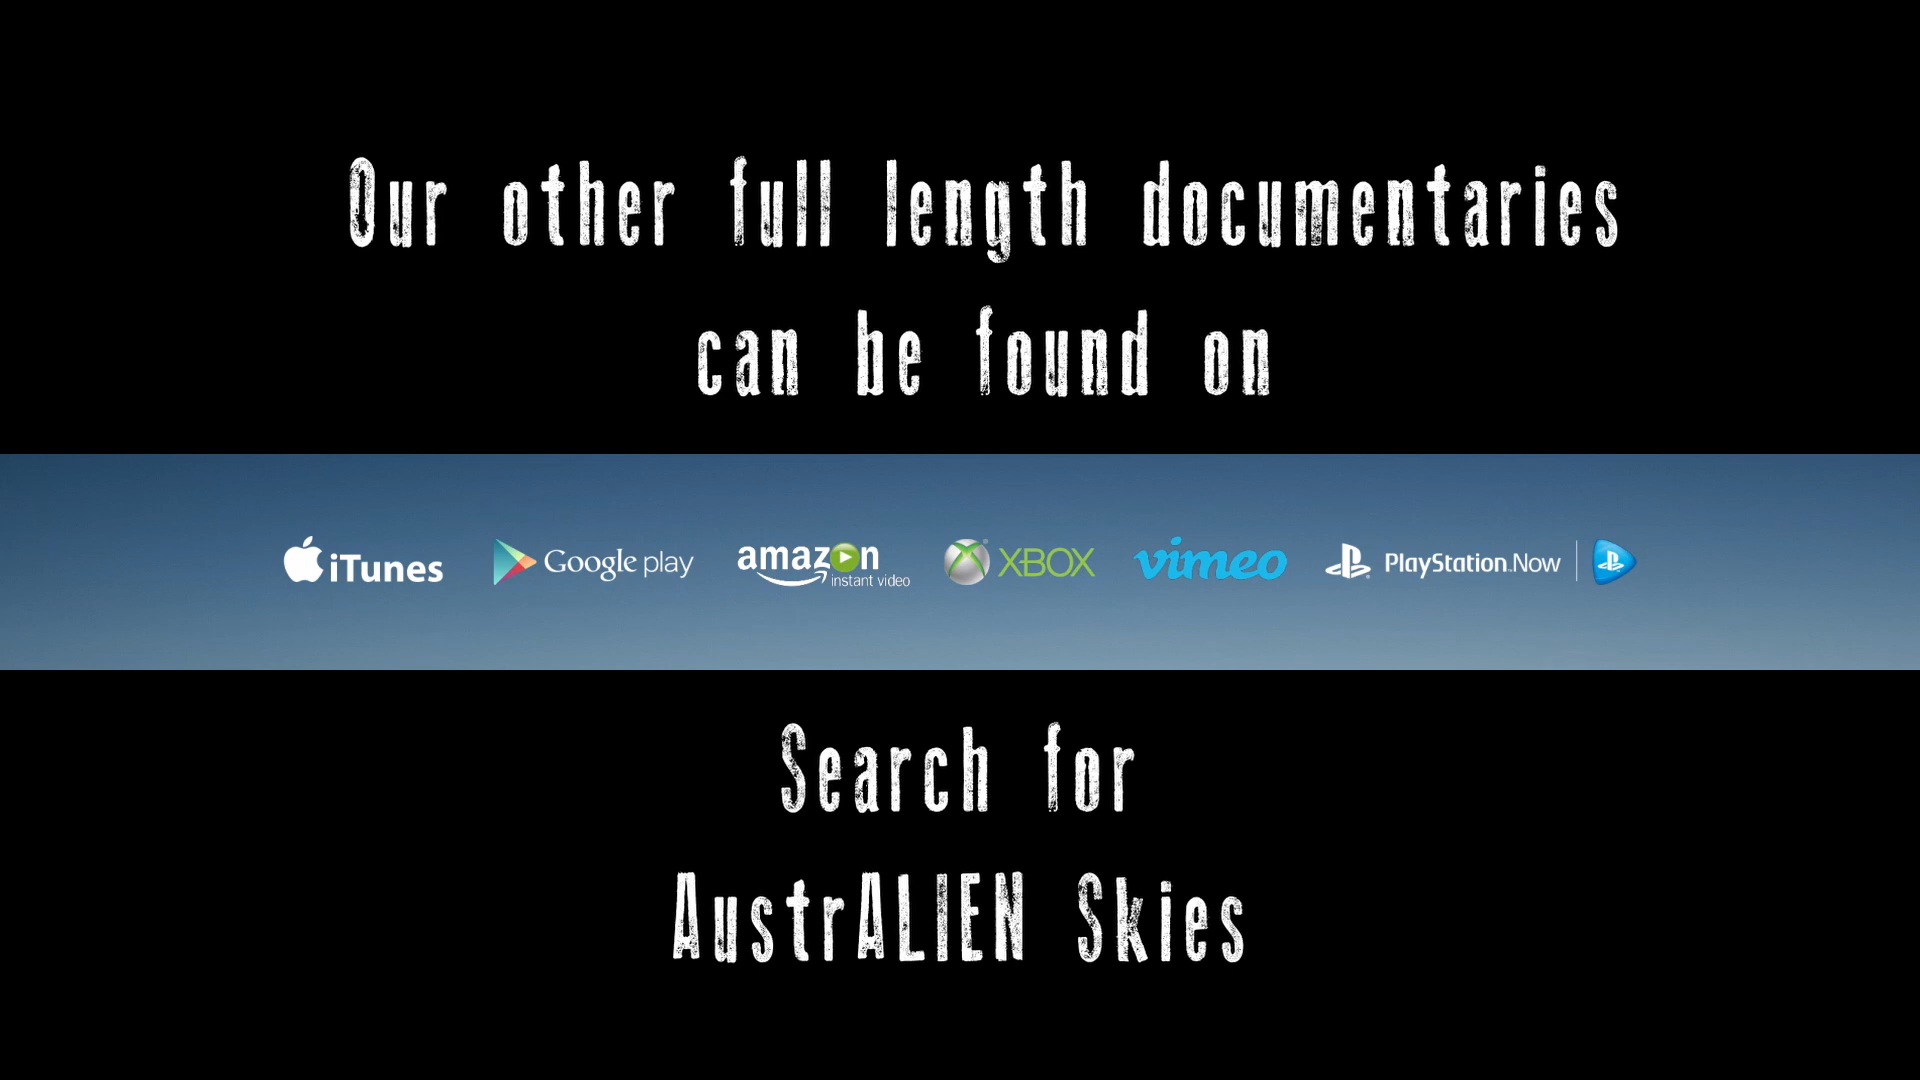 Our other full length documentaries
can be found on
iTunes Google play amazon instant video XBOX vimeo PlayStation Now
Search for
AustrALIEN Skies